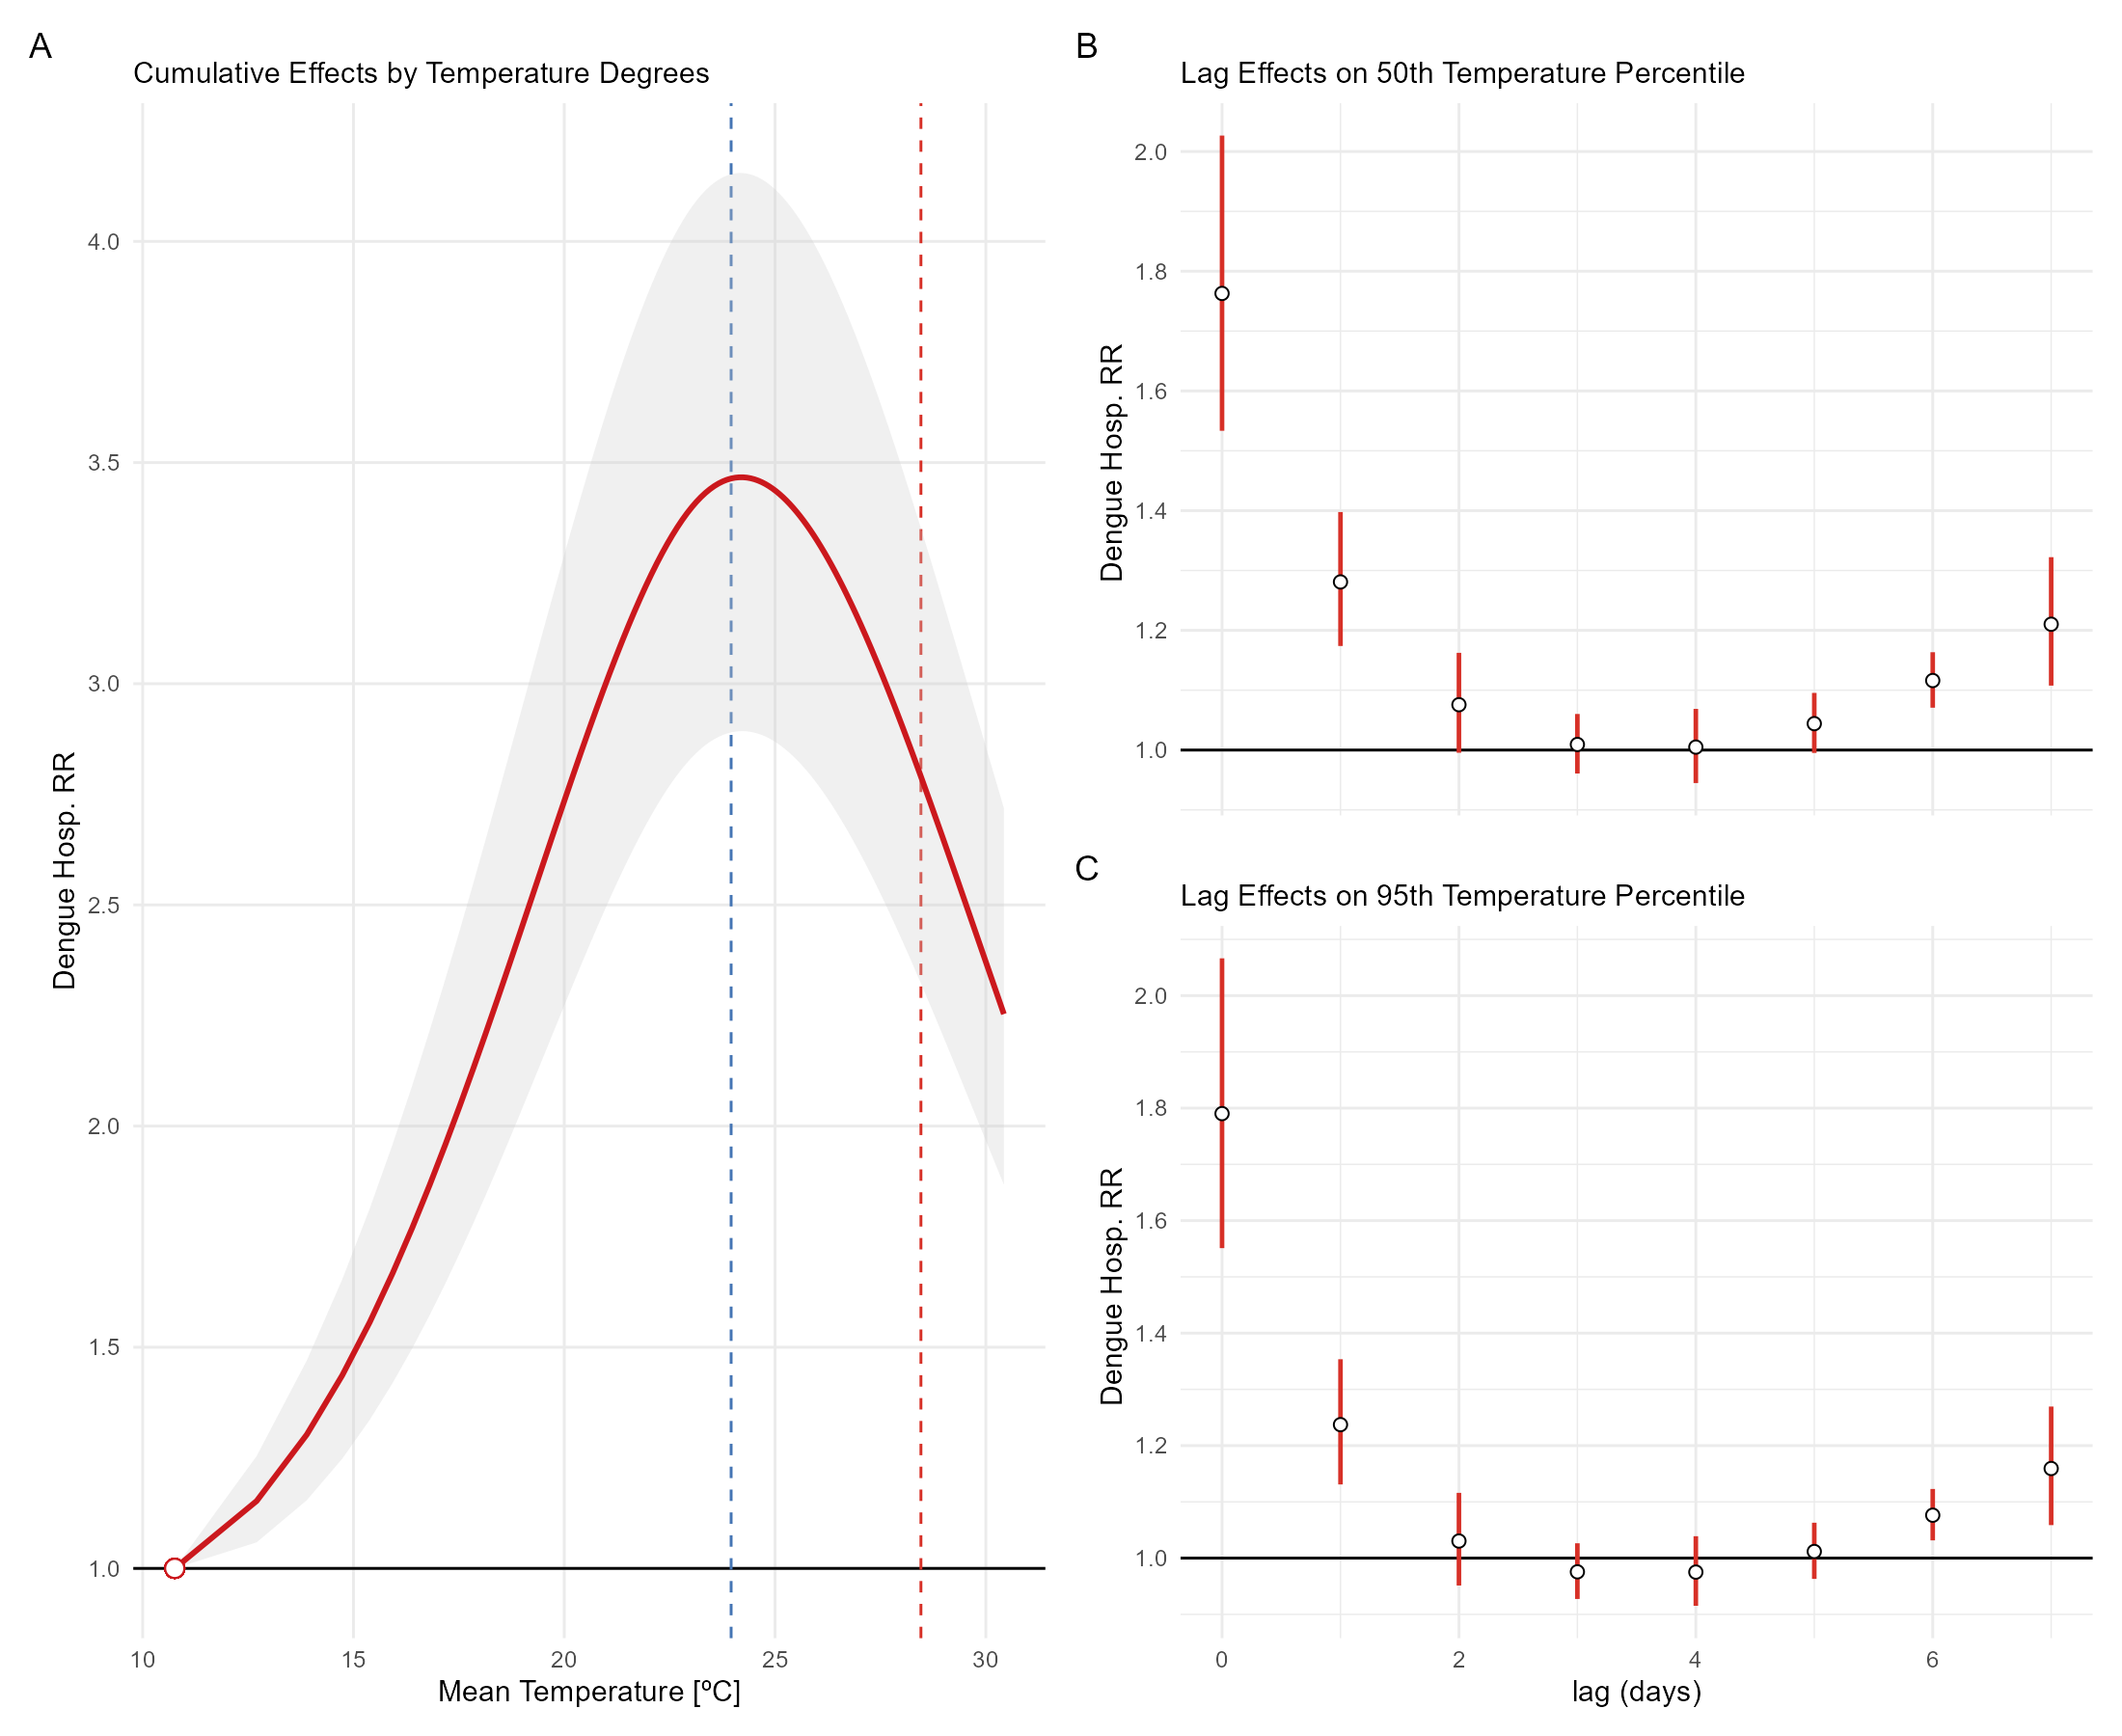 A
Cumulative Effects by Temperature Degrees
Dengue Hosp. RR
4.0
3.5
3.0
2.5
2.0
1.5
1.0
10 15 20 25 30
Mean Temperature [ºC]
B
Lag Effects on 50th Temperature Percentile
Dengue Hosp. RR
2.0
1.8
1.6
1.4
1.2
1.0
C
Lag Effects on 95th Temperature Percentile
Dengue Hosp. RR
2.0
1.8
1.6
1.4
1.2
1.0
0 2 4 6
lag (days)